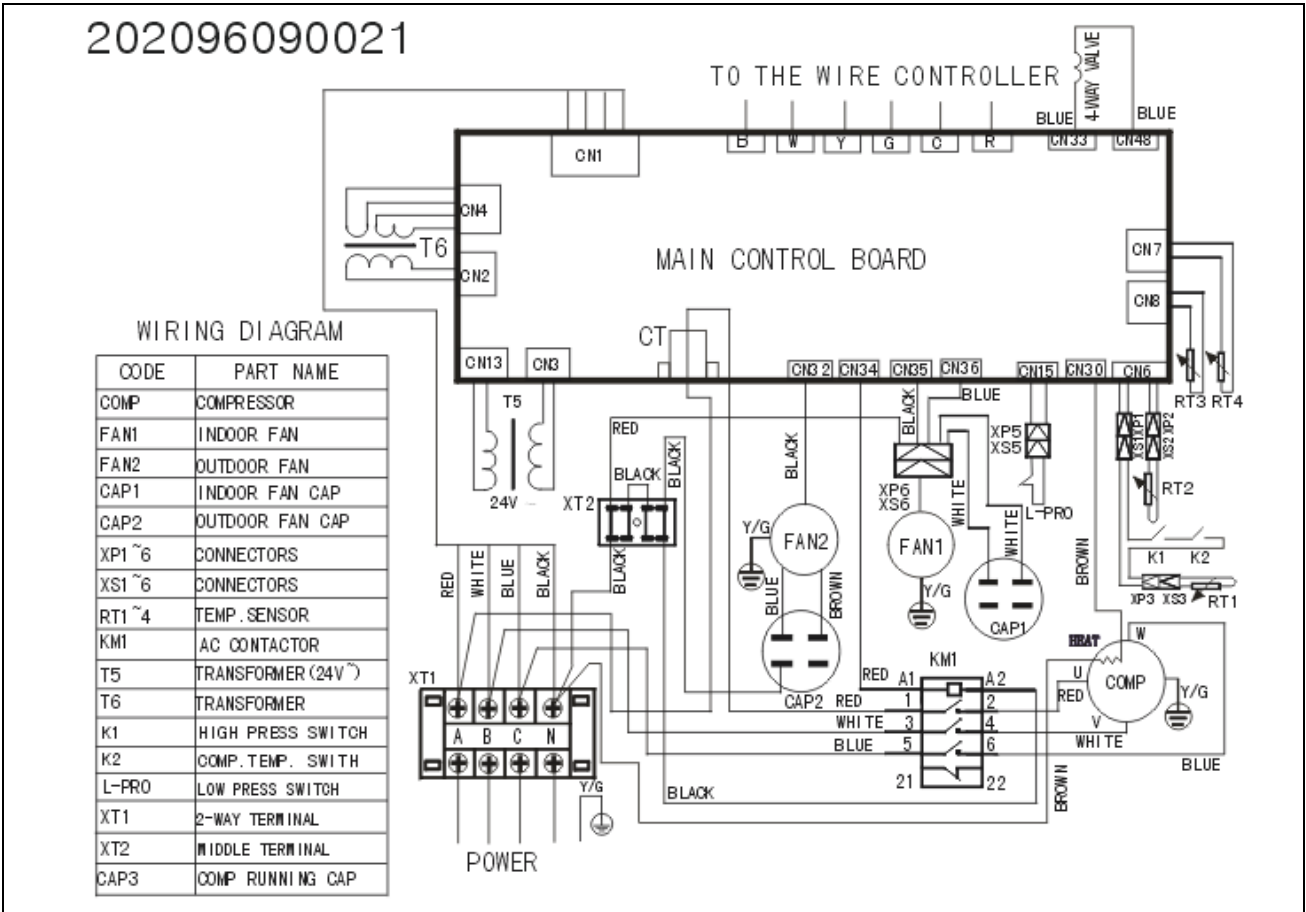 202096090021
TO THE WIRE CONTROLLER
4-WAY VALVE
BLUE
BLUE
CN1
B W Y G C R CN33 CN48
CN4
T6
CN2
MAIN CONTROL BOARD
CN7
CN8
CT
CN13 CN3 CN32 CN34 CN35 CN36 CN15 CN30 CN6
RT3 RT4
WIRING DIAGRAM
CODE PART NAME
COMP COMPRESSOR
FAN1 INDOOR FAN
FAN2 OUTDOOR FAN
CAP1 INDOOR FAN CAP
CAP2 OUTDOOR FAN CAP
XP1~6 CONNECTORS
XS1~6 CONNECTORS
RT1~4 TEMP.SENSOR
KM1 AC CONTACTOR
T5 TRANSFORMER(24V~)
T6 TRANSFORMER
K1 HIGH PRESS SWITCH
K2 COMP.TEMP. SWITH
L-PRO LOW PRESS SWITCH
XT1 2-WAY TERMINAL
XT2 MIDDLE TERMINAL
CAP3 COMP RUNNING CAP
T5
24V
RED
BLACK
BLACK
XT2
BLACK
BLACK
BLACK
BLACK
BLUE
XP6
XS6
WHITE
WHITE
XP5
XS5
L-PRO
XS1 XP1
XS2 XP2
RT2
K1 K2
XP3 XS3 RT1
Y/G
FAN2
BLUE
BROWN
CAP2
FAN1
Y/G
CAP1
BROWN
HEAT
W
U
RED
COMP
V
WHITE
Y/G
BLUE
RED
WHITE
BLUE
BLACK
XT1
A B C N
Y/G
POWER
KM1
RED A1 A2
RED 1 2
WHITE 3 4
BLUE 5 6
21 22
BLACK
BROWN